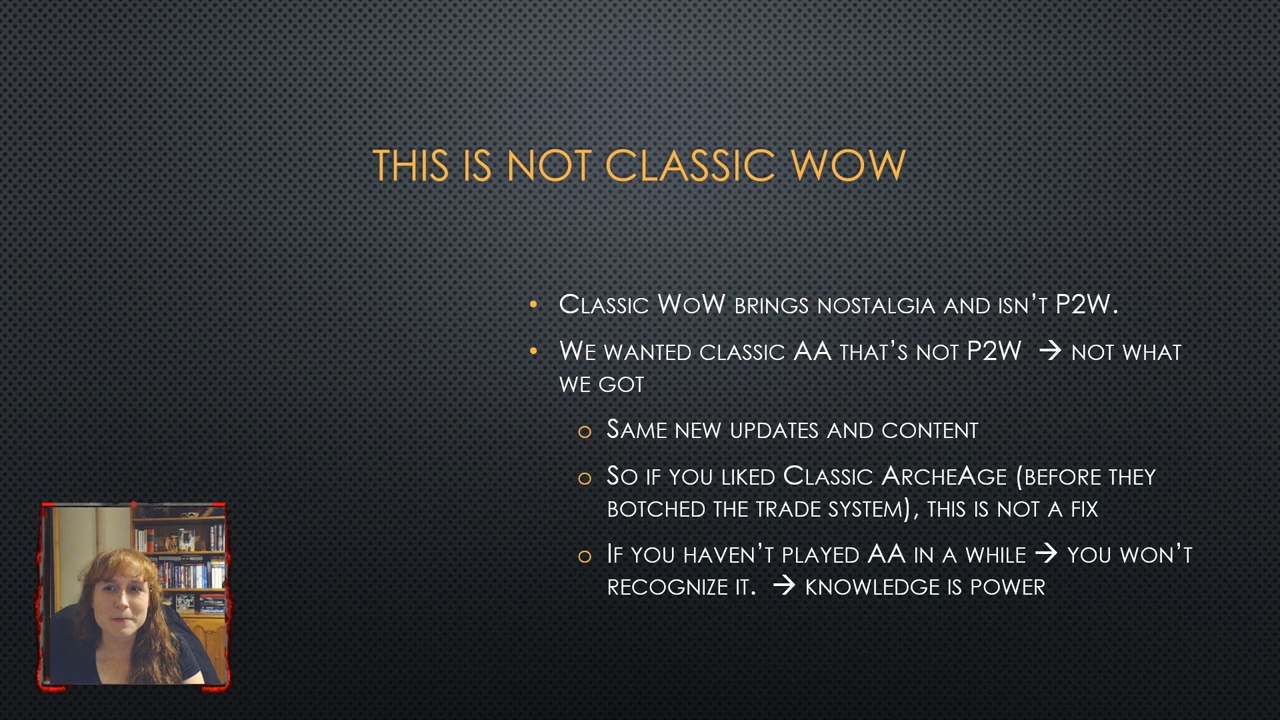 THIS IS NOT CLASSIC WOW
• CLASSIC WOW BRINGS NOSTALGIA AND ISN'T P2W.
• WE WANTED CLASSIC AA THAT'S NOT P2W → NOT WHAT
WE GOT
o SAME NEW UPDATES AND CONTENT
o SO IF YOU LIKED CLASSIC ARCHEAGE (BEFORE THEY
BOTCHED THE TRADE SYSTEM), THIS IS NOT A FIX
o IF YOU HAVEN'T PLAYED AA IN A WHILE → YOU WON'T
RECOGNIZE IT. → KNOWLEDGE IS POWER